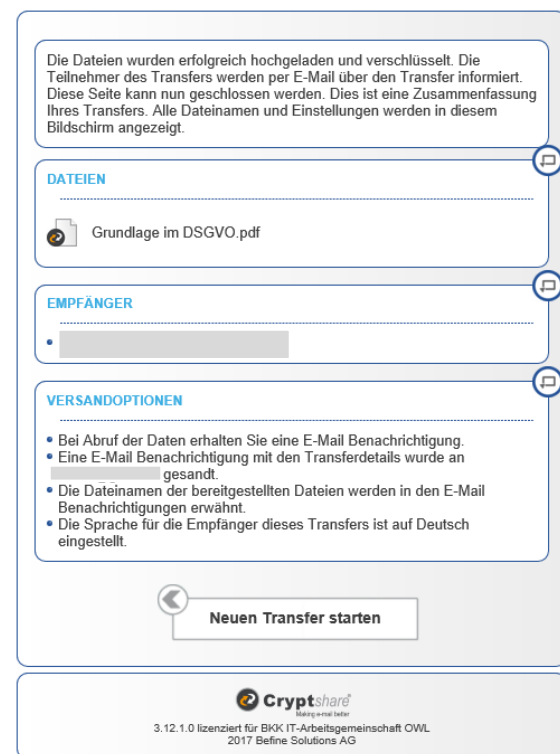 Die Dateien wurden erfolgreich hochgeladen und verschlüsselt. Die
Teilnehmer des Transfers werden per E-Mail über den Transfer informiert.
Diese Seite kann nun geschlossen werden. Dies ist eine Zusammenfassung
Ihres Transfers. Alle Dateinamen und Einstellungen werden in diesem
Bildschirm angezeigt.
DATEIEN
Grundlage im DSGVO.pdf
EMPFÄNGER
VERSANDOPTIONEN
Bei Abruf der Daten erhalten Sie eine E-Mail Benachrichtigung.
Eine E-Mail Benachrichtigung mit den Transferdetails wurde an
gesandt.
Die Dateinamen der bereitgestellten Dateien werden in den E-Mail
Benachrichtigungen erwähnt.
Die Sprache für die Empfänger dieses Transfers ist auf Deutsch
eingestellt.
Neuen Transfer starten
Cryptshare
Making e-mail better
3.12.1.0 lizenziert für BKK IT-Arbeitsgemeinschaft OWL
2017 Befine Solutions AG